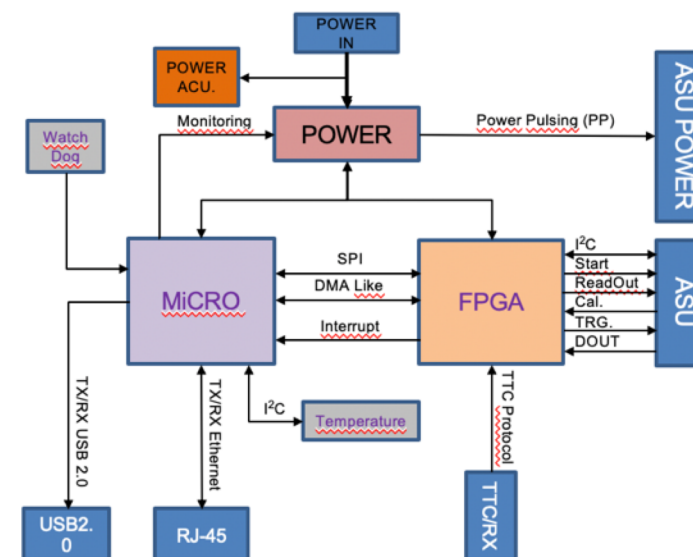 POWER
IN
POWER
ACU.
Monitoring
POWER
Power Pulsing (PP)
ASU POWER
Watch
Dog
MiCRO
SPI
DMA Like
Interrupt
FPGA
I²C
Start
ReadOut
Cal.
TRG.
DOUT
ASU
TX/RX USB 2.0
TX/RX Ethernet
I²C
Temperature
TTC Protocol
USB2.
0
RJ-45
TTC/RX